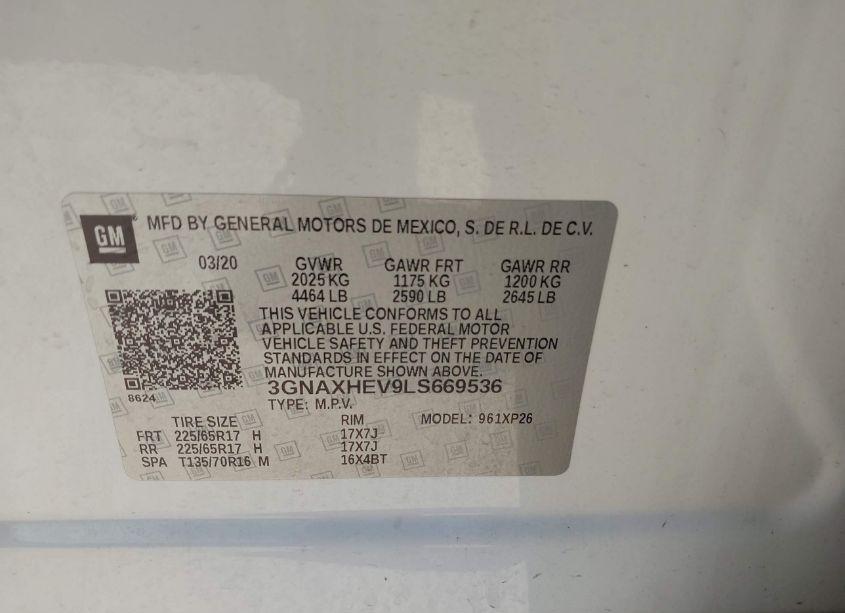 GM
MFD BY GENERAL MOTORS DE MEXICO, S. DE R.L. DE C.V.
03/20 GVWR GAWR FRT GAWR RR
2025 KG 1175 KG 1200 KG
4464 LB 2590 LB 2645 LB
THIS VEHICLE CONFORMS TO ALL
APPLICABLE U.S. FEDERAL MOTOR
VEHICLE SAFETY AND THEFT PREVENTION
STANDARDS IN EFFECT ON THE DATE OF
MANUFACTURE SHOWN ABOVE.
3GNAXHEV9LS669536
8624
TYPE: M.P.V.
TIRE SIZE RIM MODEL: 961XP26
FRT 225/65R17 H 17X7J
RR 225/65R17 H 17X7J
SPA T135/70R16 M 16X4BT